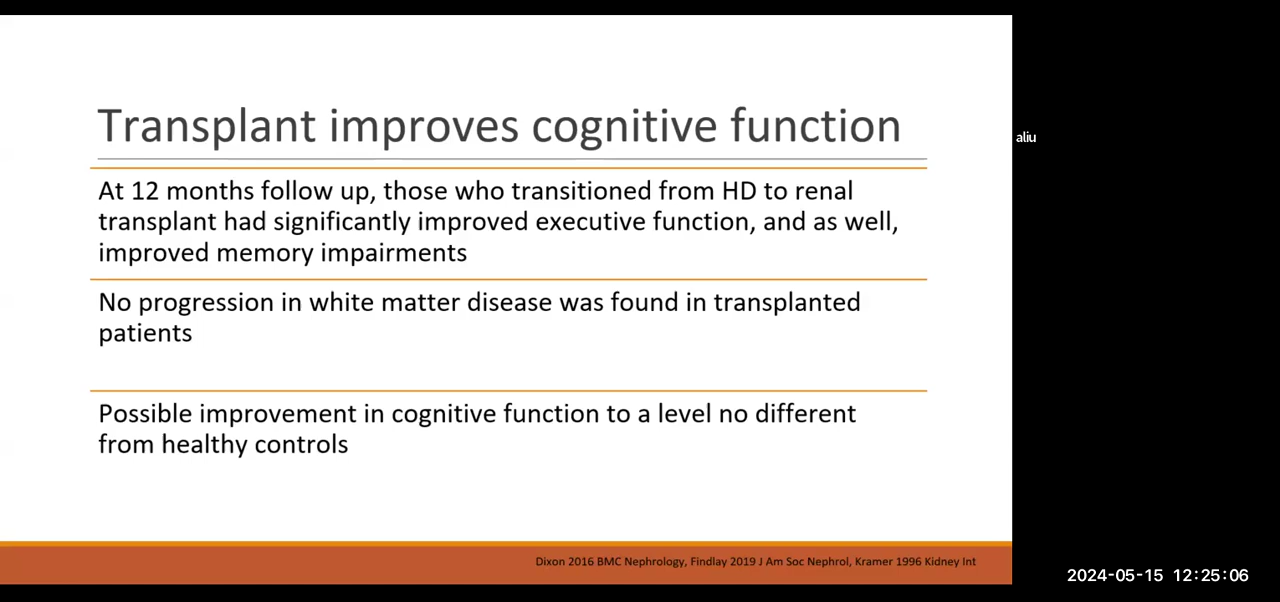 Transplant improves cognitive function
aliu
At 12 months follow up, those who transitioned from HD to renal
transplant had significantly improved executive function, and as well,
improved memory impairments
No progression in white matter disease was found in transplanted
patients
Possible improvement in cognitive function to a level no different
from healthy controls
Dixon 2016 BMC Nephrology, Findlay 2019 J Am Soc Nephrol, Kramer 1996 Kidney Int
2024-05-15 12:25:06